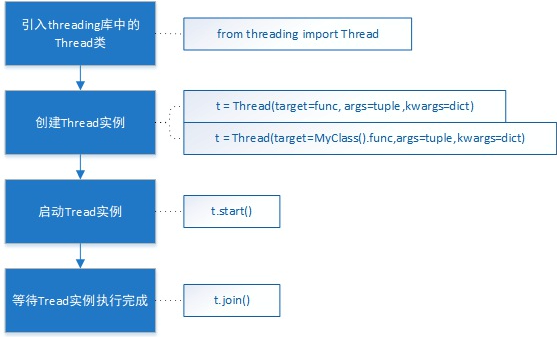 引入threading库中的
Thread类
from threading import Thread
创建Thread实例
t = Thread(target=func, args=tuple ,kwargs=dict)
t = Thread(target=MyClass().func,args=tuple,kwargs=dict)
启动Tread实例
t.start()
等待Tread实例执行完成
t.join()